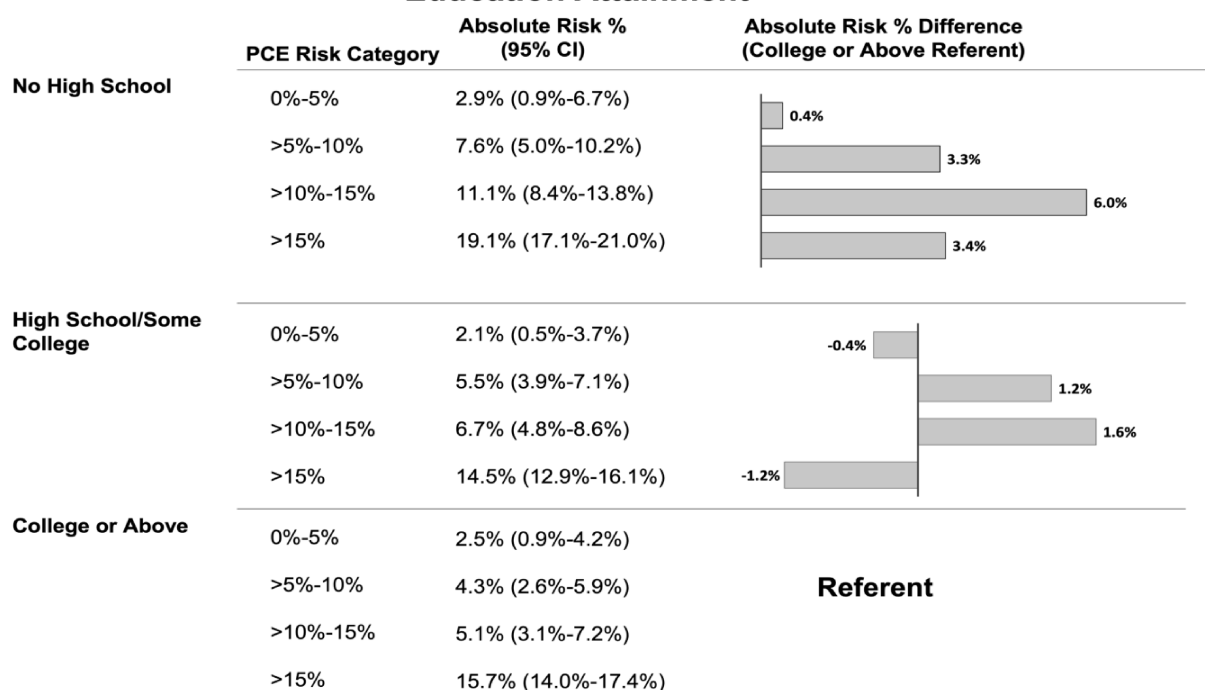 Education Attainment
PCE Risk Category
Absolute Risk %
(95% CI)
Absolute Risk % Difference
(College or Above Referent)
No High School
0%-5% 2.9% (0.9%-6.7%) 0.4%
>5%-10% 7.6% (5.0%-10.2%) 3.3%
>10%-15% 11.1% (8.4%-13.8%) 6.0%
>15% 19.1% (17.1%-21.0%) 3.4%
High School/Some
College
0%-5% 2.1% (0.5%-3.7%) -0.4%
>5%-10% 5.5% (3.9%-7.1%) 1.2%
>10%-15% 6.7% (4.8%-8.6%) 1.6%
>15% 14.5% (12.9%-16.1%) -1.2%
College or Above
0%-5% 2.5% (0.9%-4.2%)
>5%-10% 4.3% (2.6%-5.9%)
Referent
>10%-15% 5.1% (3.1%-7.2%)
>15% 15.7% (14.0%-17.4%)